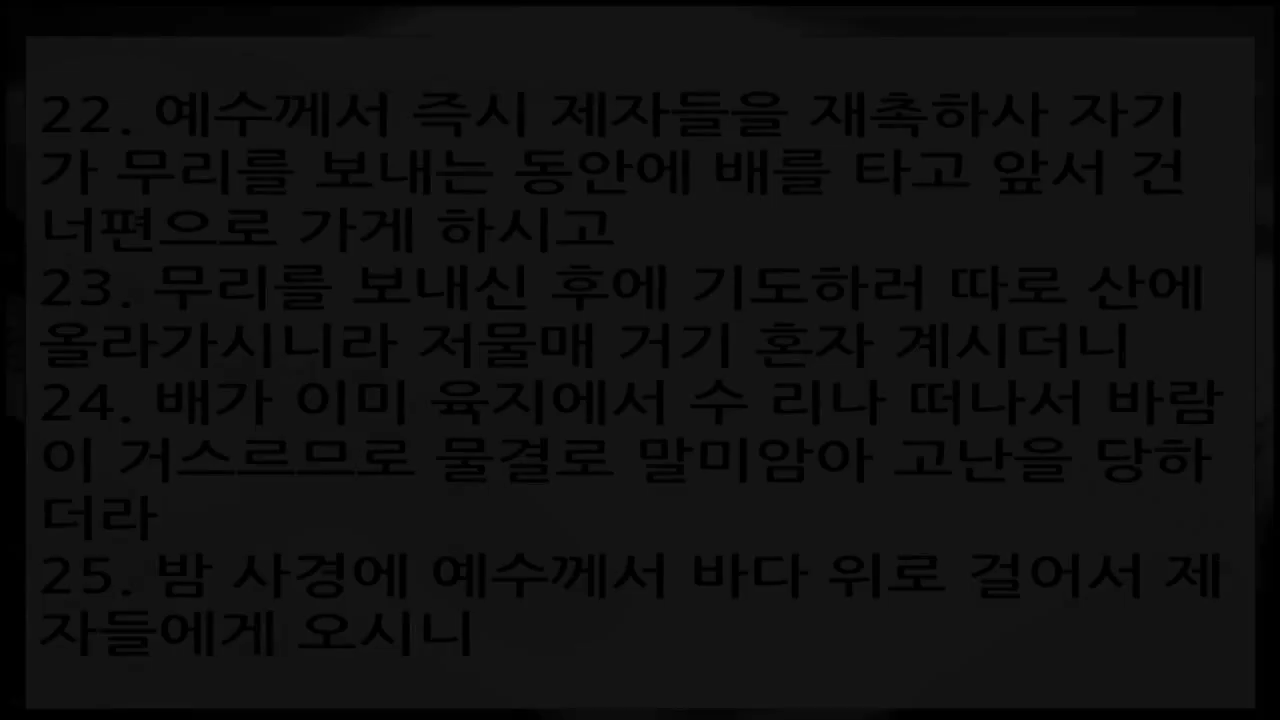 22. 예수께서 즉시 제자들을 재촉하사 자기
가 무리를 보내는 동안에 배를 타고 앞서 건
너편으로 가게 하시고
23. 무리를 보내신 후에 기도하러 따로 산에
올라가시니라 저물매 거기 혼자 계시더니
24. 배가 이미 육지에서 수 리나 떠나서 바람
이 거스르므로 물결로 말미암아 고난을 당하
더라
25. 밤 사경에 예수께서 바다 위로 걸어서 제
자들에게 오시니